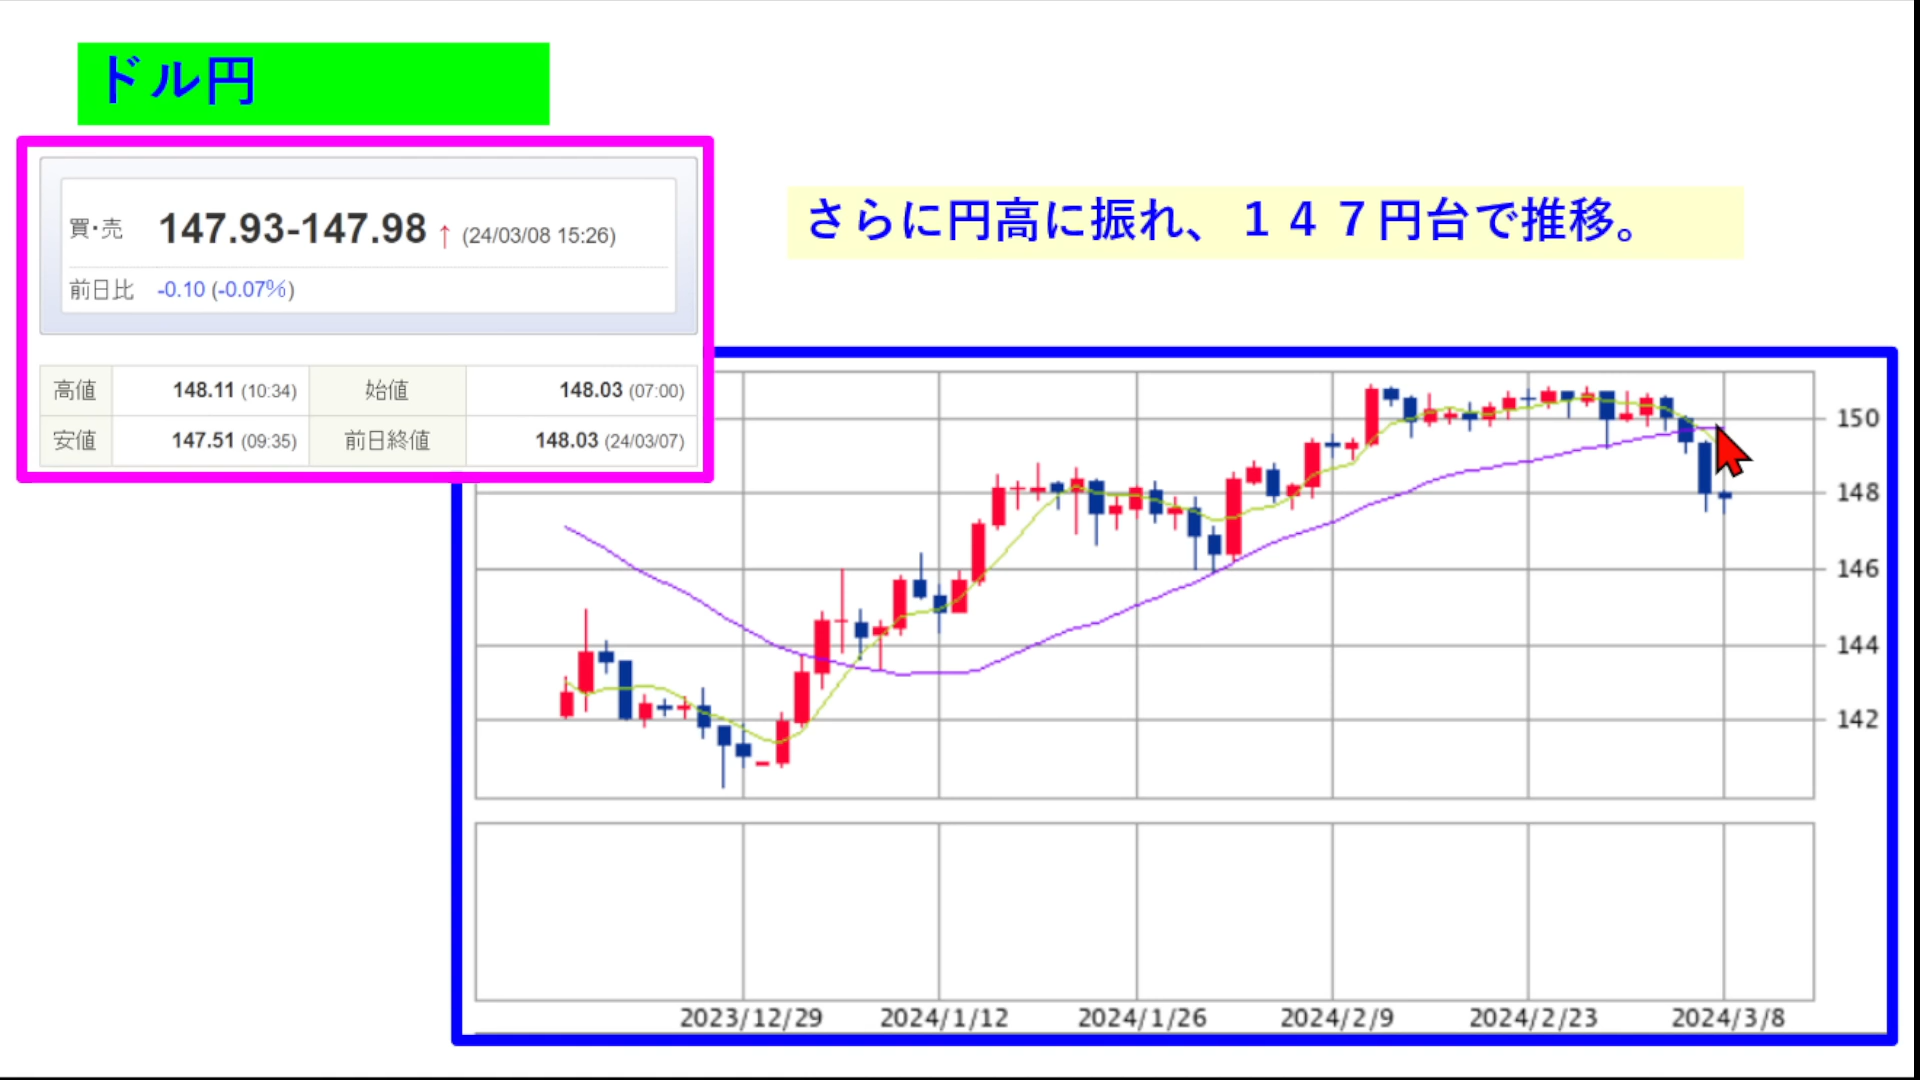 ドル円
買・売 147.93-147.98 ↑ (24/03/08 15:26)
前日比 -0.10 (-0.07%)
さらに円高に振れ、１４７円台で推移。
高値 148.11 (10:34) 始値 148.03 (07:00)
安値 147.51 (09:35) 前日終値 148.03 (24/03/07)
150
148
146
144
142
2023/12/29 2024/1/12 2024/1/26 2024/2/9 2024/2/23 2024/3/8